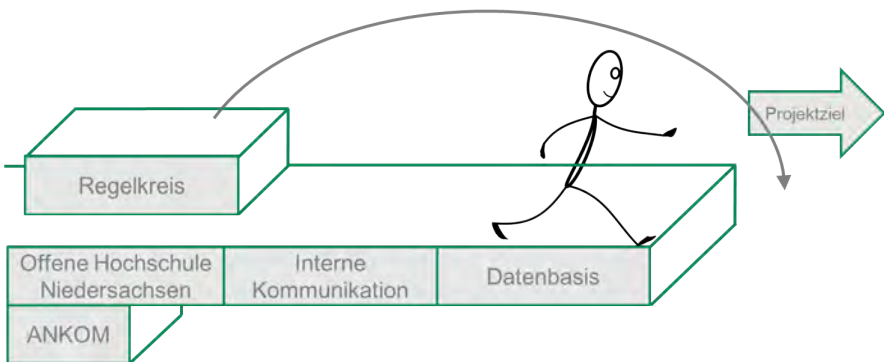 Projektziel
Regelkreis
Offene Hochschule
Niedersachsen
Interne
Kommunikation
Datenbasis
ANKOM